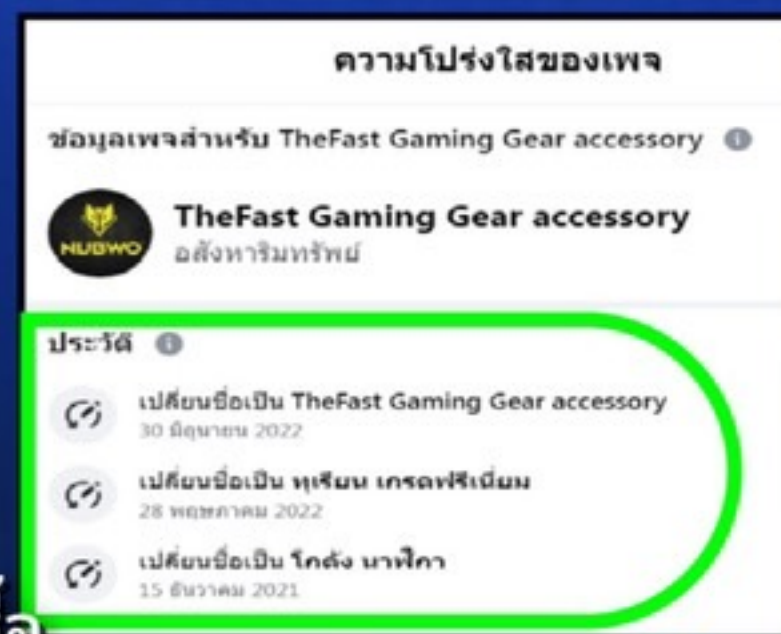 ความโปร่งใสของเพจ
ข้อมูลเพจสำหรับ TheFast Gaming Gear accessory
NUBWO
TheFast Gaming Gear accessory
อสังหาริมทรัพย์
ประวัติ
เปลี่ยนชื่อเป็น TheFast Gaming Gear accessory
30 มิถุนายน 2022
เปลี่ยนชื่อเป็น ทุเรียน เกรดพรีเมี่ยม
28 พฤษภาคม 2022
เปลี่ยนชื่อเป็น โกดัง นาฬิกา
15 ธันวาคม 2021